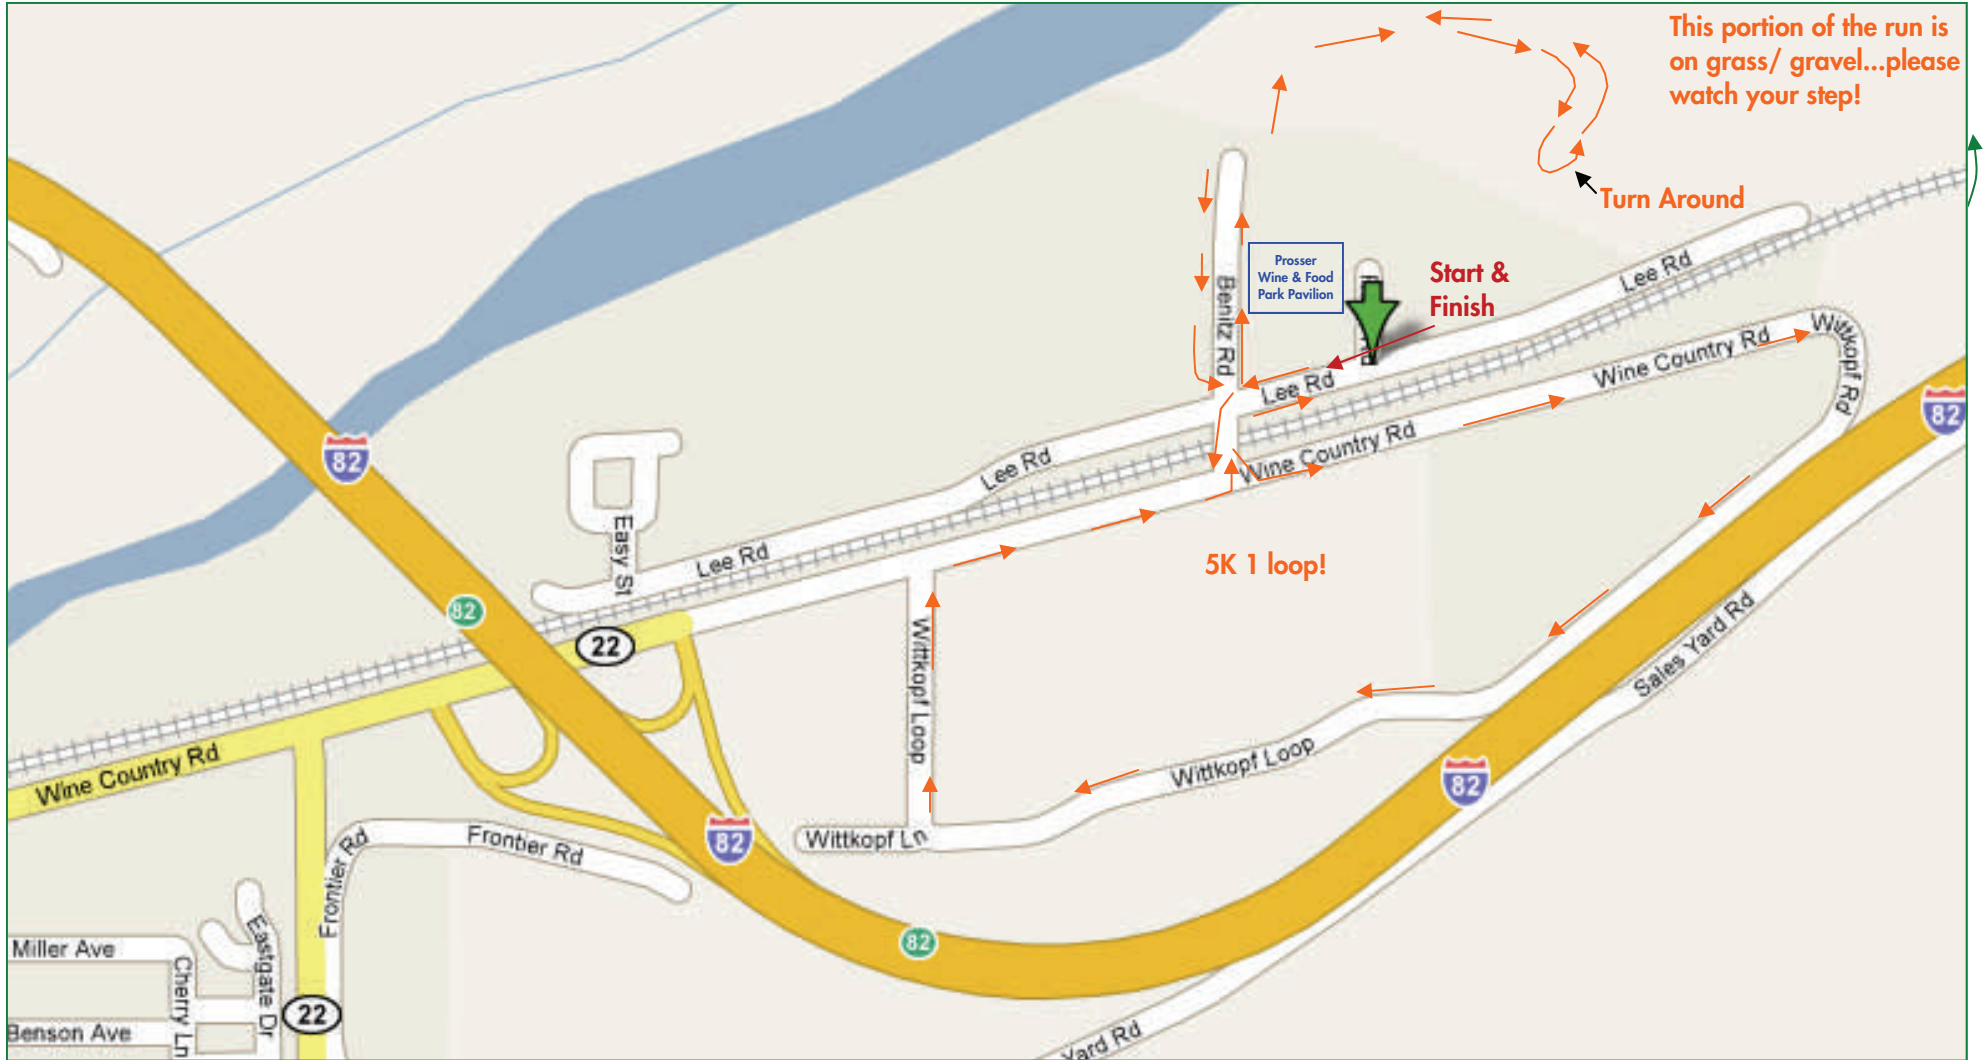 This portion of the run is
on grass/ gravel...please
watch your step!
Turn Around
Prosser
Wine & Food
Park Pavilion
Start &
Finish
Lee Rd
Benitz Rd
Lee Rd
Wine Country Rd
Wittkopf Rd
82
82
Wine Country Rd
Lee Rd
Easy St
Lee Rd
5K 1 loop!
82
22
Wittkopf Loop
Sales Yard Rd
Wine Country Rd
Wittkopf Loop
82
82
Wittkopf Ln
Frontier Rd
Frontier Rd
Eastgate Dr
82
Miller Ave
Cherry Ln
22
Benson Ave
Yard Rd